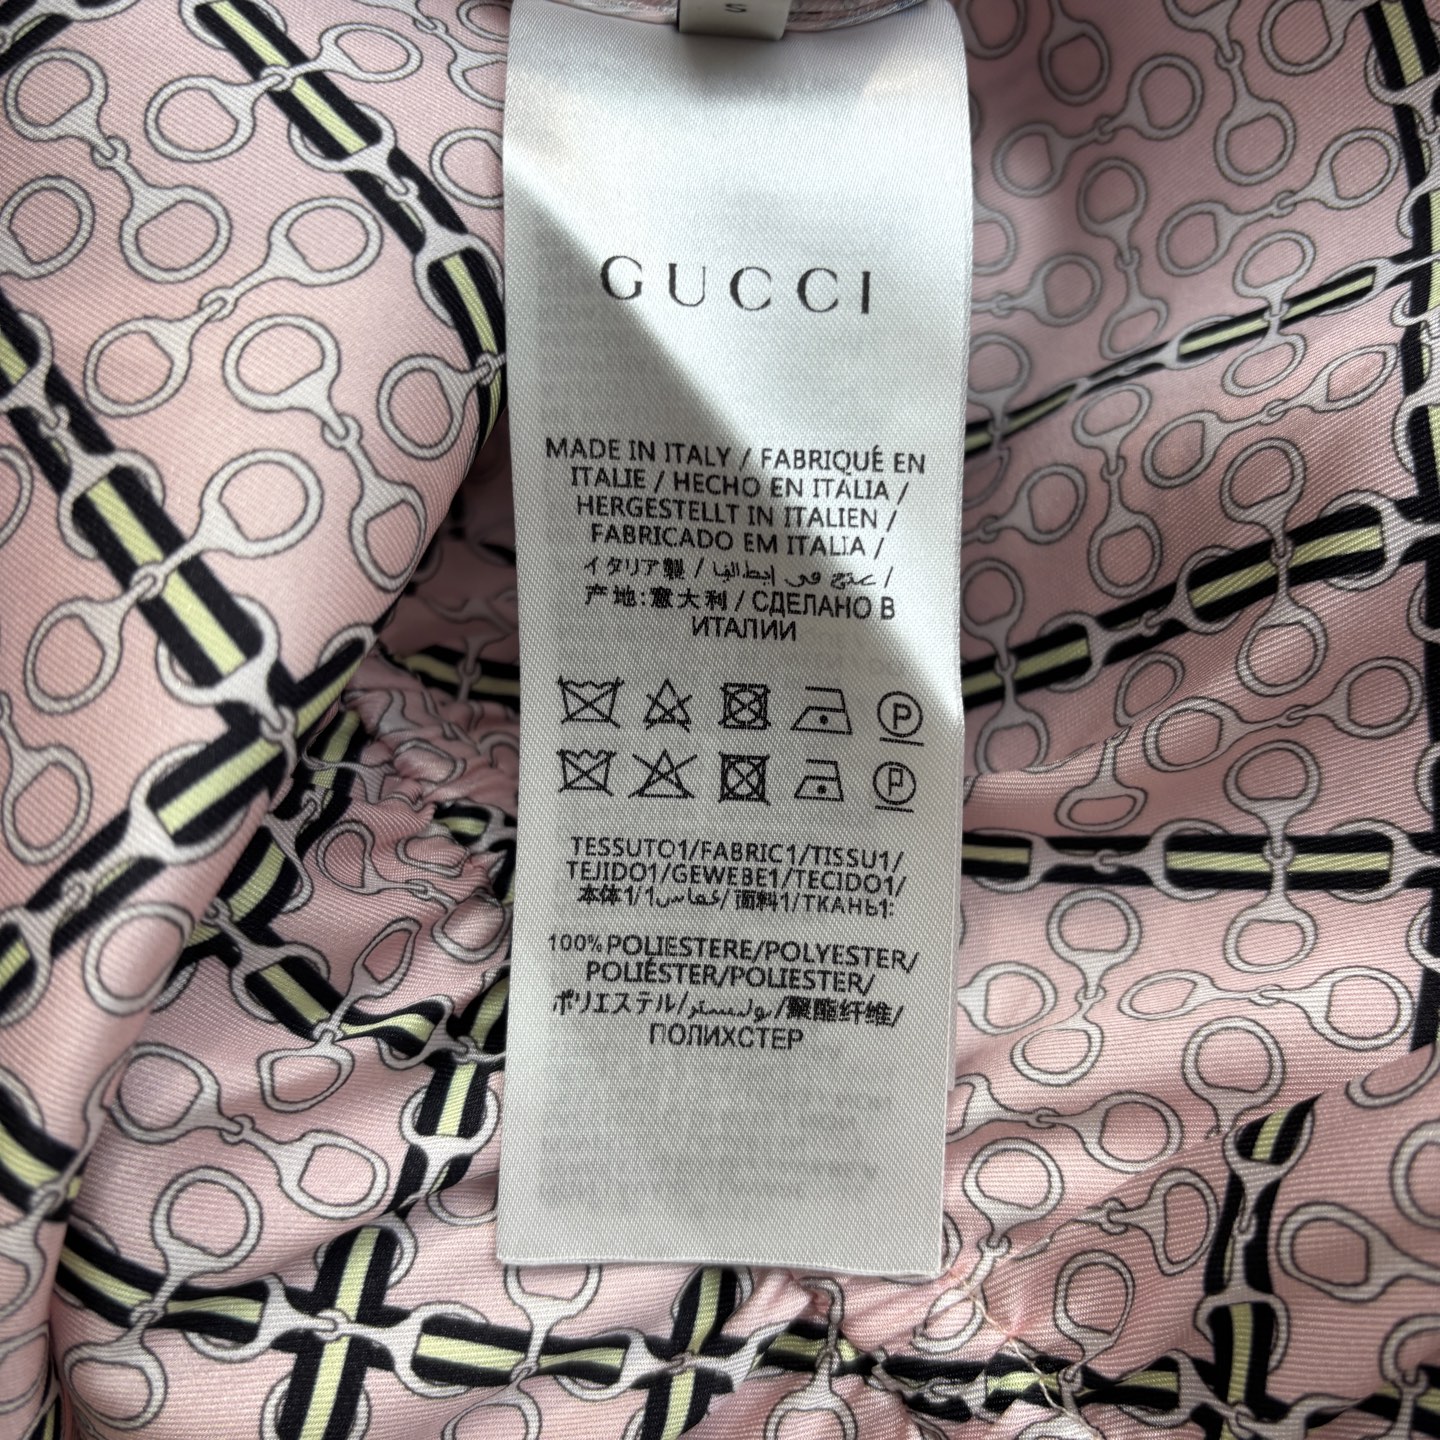 S
GUCCI
MADE IN ITALY / FABRIQUÉ EN
ITALIE / HECHO EN ITALIA /
HERGESTELLT IN ITALIEN /
FABRICADO EM ITALIA /
イタリア製 / صنع في إيطاليا /
产地:意大利 / СДЕЛАНО В
ИТАЛИИ
P
P
TESSUTO1/FABRIC1/TISSU1/
TEJIDO1/GEWEBE1/TECIDO1/
本体1/1قماش/面料1/ТКАНЬ1:
100%POLIESTERE/POLYESTER/
POLIÉSTER/POLIESTER/
ポリエステル/بوليستر/聚酯纤维/
ПОЛИХСТЕР